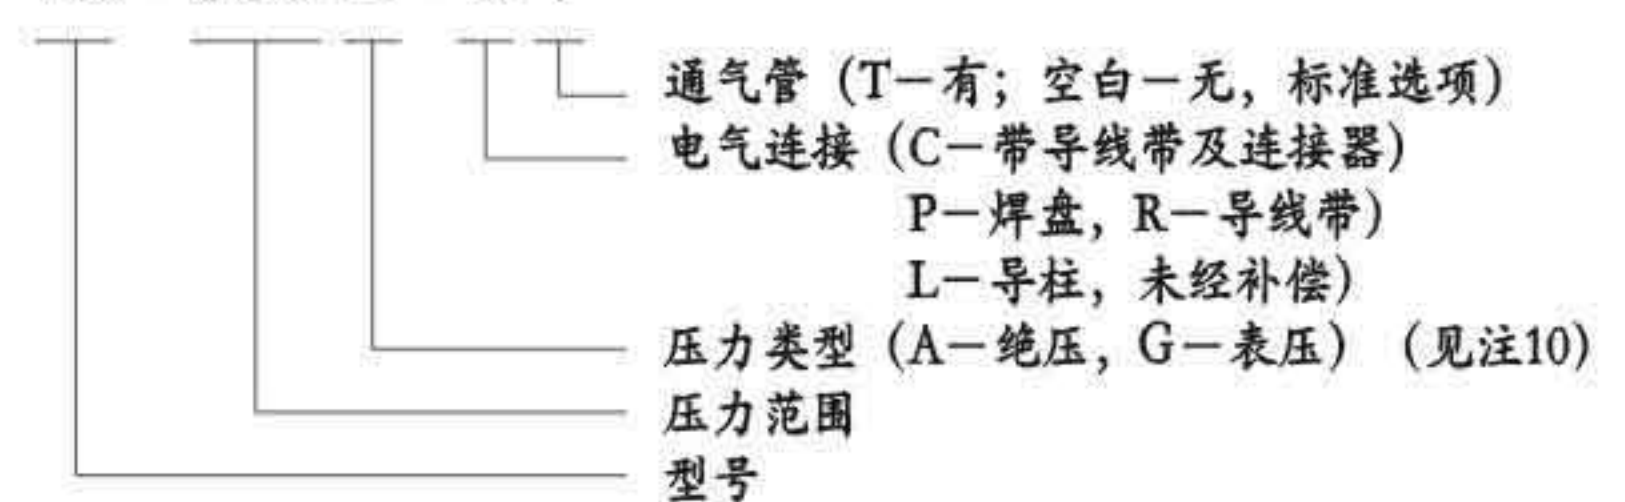 通气管（T－有；空白－无，标准选项）
电气连接（C－带导线带及连接器）
P－焊盘，R－导线带）
L－导柱，未经补偿）
压力类型（A－绝压，G－表压）（见注10）
压力范围
型号